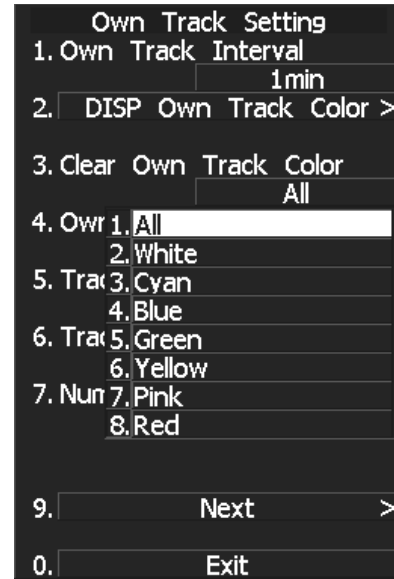 Own Track Setting
1. Own Track Interval
1min
2. DISP Own Track Color >
3. Clear Own Track Color
All
4. Own
1. All
2. White
5. Trac
3. Cyan
4. Blue
6. Trac
5. Green
6. Yellow
7. Num
7. Pink
8. Red
9. Next >
0. Exit